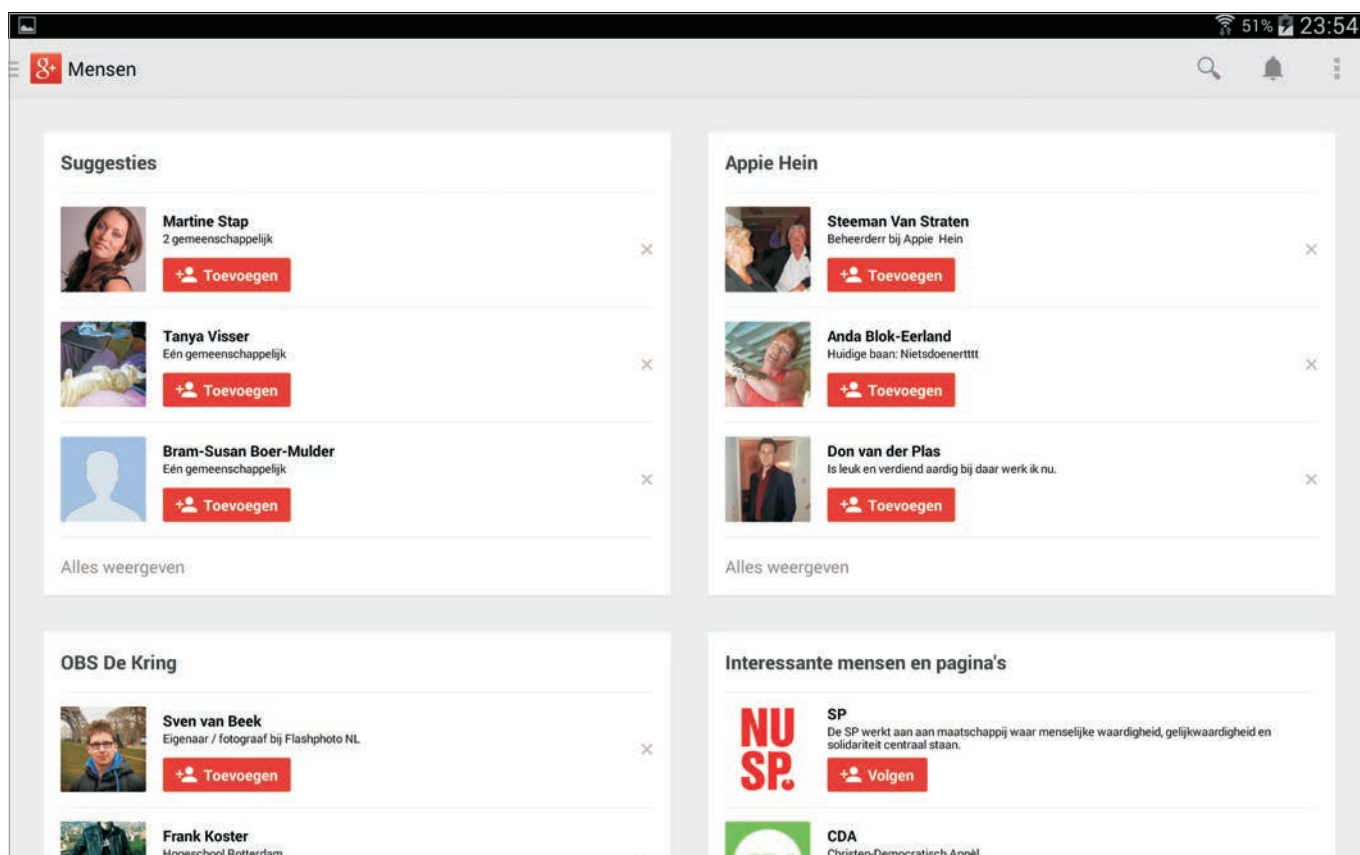 51% 23:54
g+ Mensen
Suggesties
Martine Stap
2 gemeenschappelijk
Toevoegen
Tanya Visser
Eén gemeenschappelijk
Toevoegen
Bram-Susan Boer-Mulder
Eén gemeenschappelijk
Toevoegen
Alles weergeven
Appie Hein
Steeman Van Straten
Beheerderr bij Appie Hein
Toevoegen
Anda Blok-Eerland
Huidige baan: Nietsdoenertttt
Toevoegen
Don van der Plas
Is leuk en verdiend aardig bij daar werk ik nu.
Toevoegen
Alles weergeven
OBS De Kring
Sven van Beek
Eigenaar / fotograaf bij Flashphoto NL
Toevoegen
Frank Koster
Hogeschool Rotterdam
Interessante mensen en pagina's
NU
SP.
SP
De SP werkt aan aan maatschappij waar menselijke waardigheid, gelijkwaardigheid en
solidariteit centraal staan.
Volgen
CDA
Christen-Democratisch Appèl